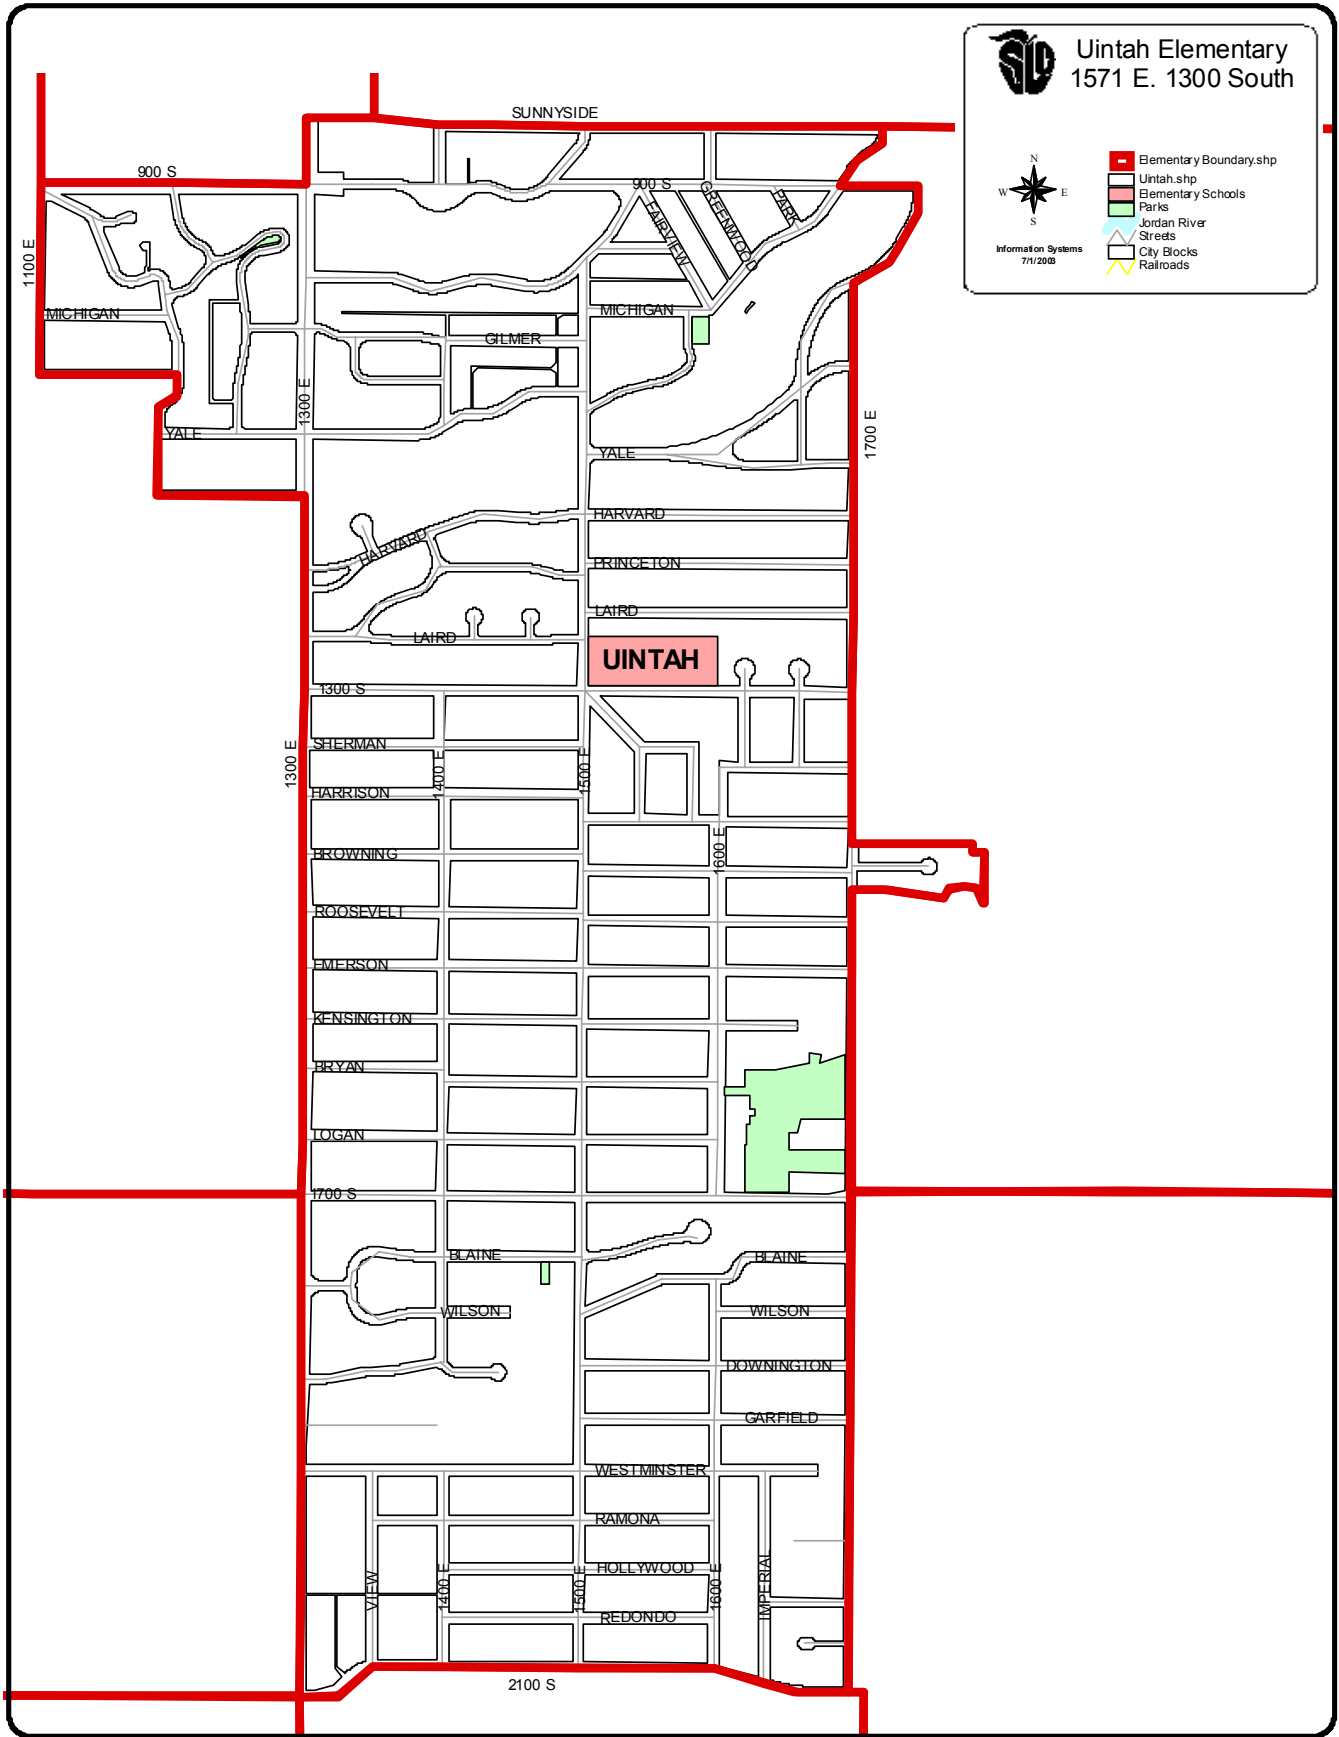 SLC
Uintah Elementary
1571 E. 1300 South
N
W
E
S
Information Systems
7/1/2003
Elementary Boundary.shp
Uintah.shp
Elementary Schools
Parks
Jordan River
Streets
City Blocks
Railroads
SUNNYSIDE
900 S
900 S
FAIRVIEW
GREENWOOD
PARK
1100 E
MICHIGAN
MICHIGAN
GILMER
1300 E
YALE
YALE
1700 E
HARVARD
HARVARD
PRINCETON
LAIRD
LAIRD
UINTAH
1300 S
SHERMAN
1300 E
1400 E
1500 E
HARRISON
BROWNING
1600 E
ROOSEVELT
EMERSON
KENSINGTON
BRYAN
LOGAN
1700 S
BLAINE
BLAINE
WILSON
WILSON
DOWNINGTON
GARFIELD
WESTMINSTER
RAMONA
HOLLYWOOD
VIEW
1400 E
1500 E
1600 E
IMPERIAL
REDONDO
2100 S